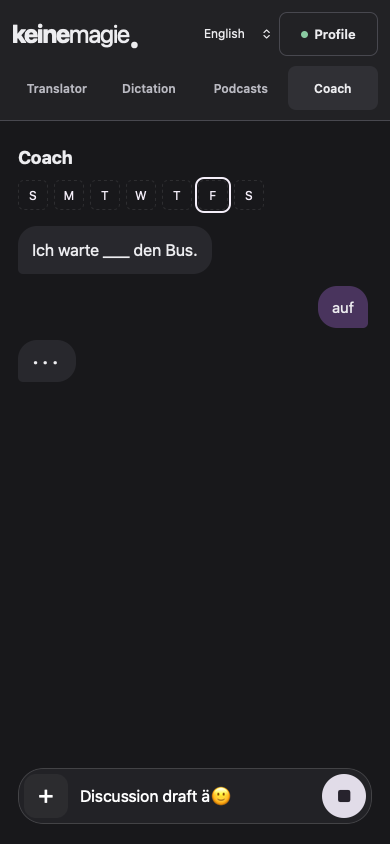 keinemagie.
English
Profile
Translator Dictation Podcasts Coach
Coach
S M T W T F S
Ich warte ___ den Bus.
auf
...
Discussion draft ä🙂